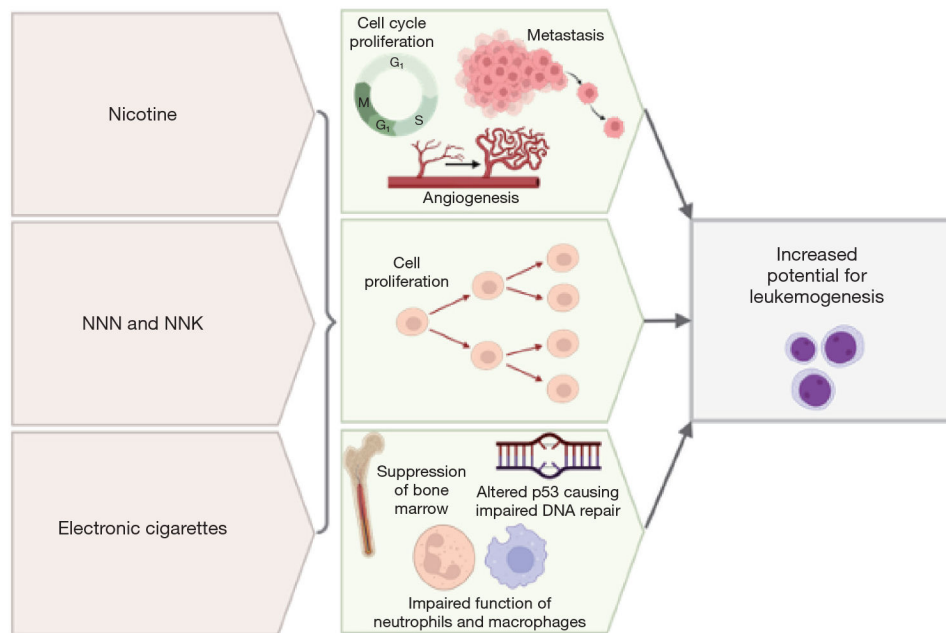 Nicotine
NNN and NNK
Electronic cigarettes
Cell cycle
proliferation
G1
M
G1
S
Metastasis
Angiogenesis
Cell
proliferation
Suppression
of bone
marrow
Altered p53 causing
impaired DNA repair
Impaired function of
neutrophils and macrophages
Increased
potential for
leukemogenesis